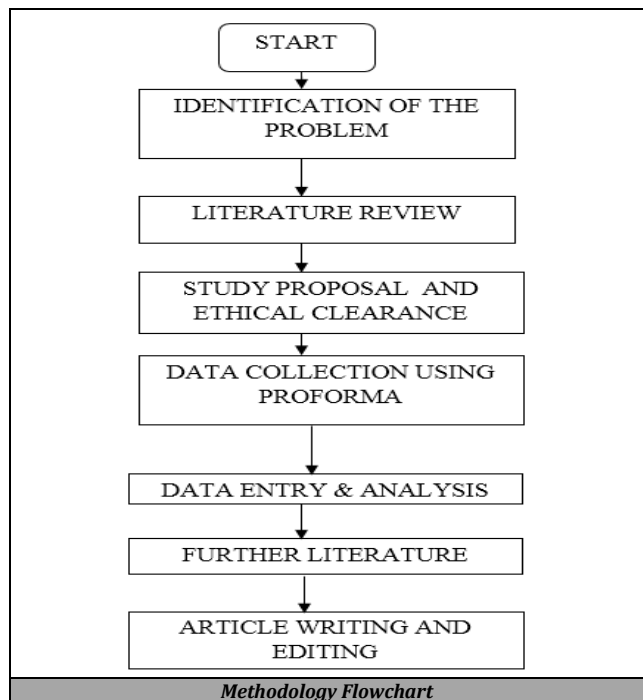 START
IDENTIFICATION OF THE
PROBLEM
LITERATURE REVIEW
STUDY PROPOSAL AND
ETHICAL CLEARANCE
DATA COLLECTION USING
PROFORMA
DATA ENTRY & ANALYSIS
FURTHER LITERATURE
ARTICLE WRITING AND
EDITING
Methodology Flowchart